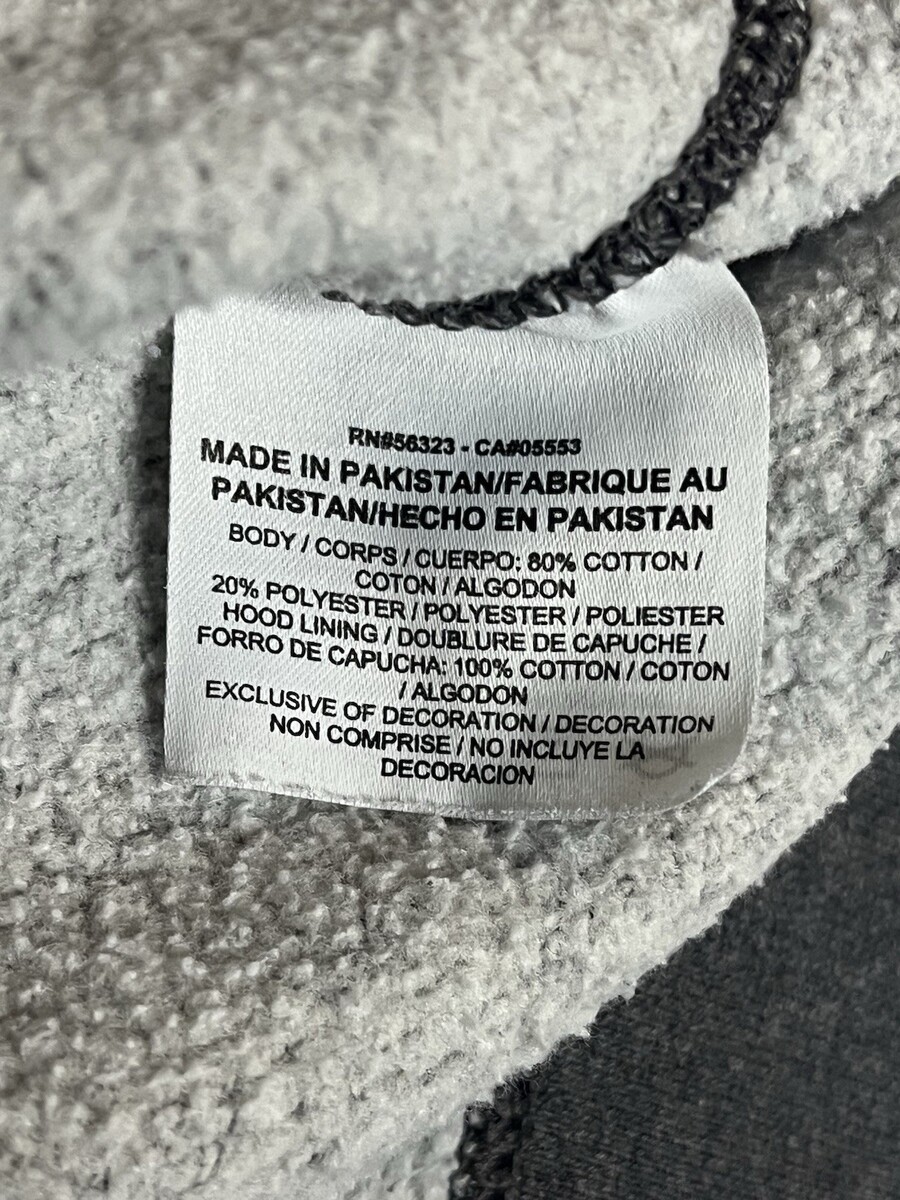 RN#56323 - CA#05553
MADE IN PAKISTAN/FABRIQUE AU
PAKISTAN/HECHO EN PAKISTAN
BODY / CORPS / CUERPO: 80% COTTON /
COTON / ALGODON
20% POLYESTER / POLYESTER / POLIESTER
HOOD LINING / DOUBLURE DE CAPUCHE /
FORRO DE CAPUCHA: 100% COTTON / COTON
/ ALGODON
EXCLUSIVE OF DECORATION / DECORATION
NON COMPRISE / NO INCLUYE LA
DECORACION